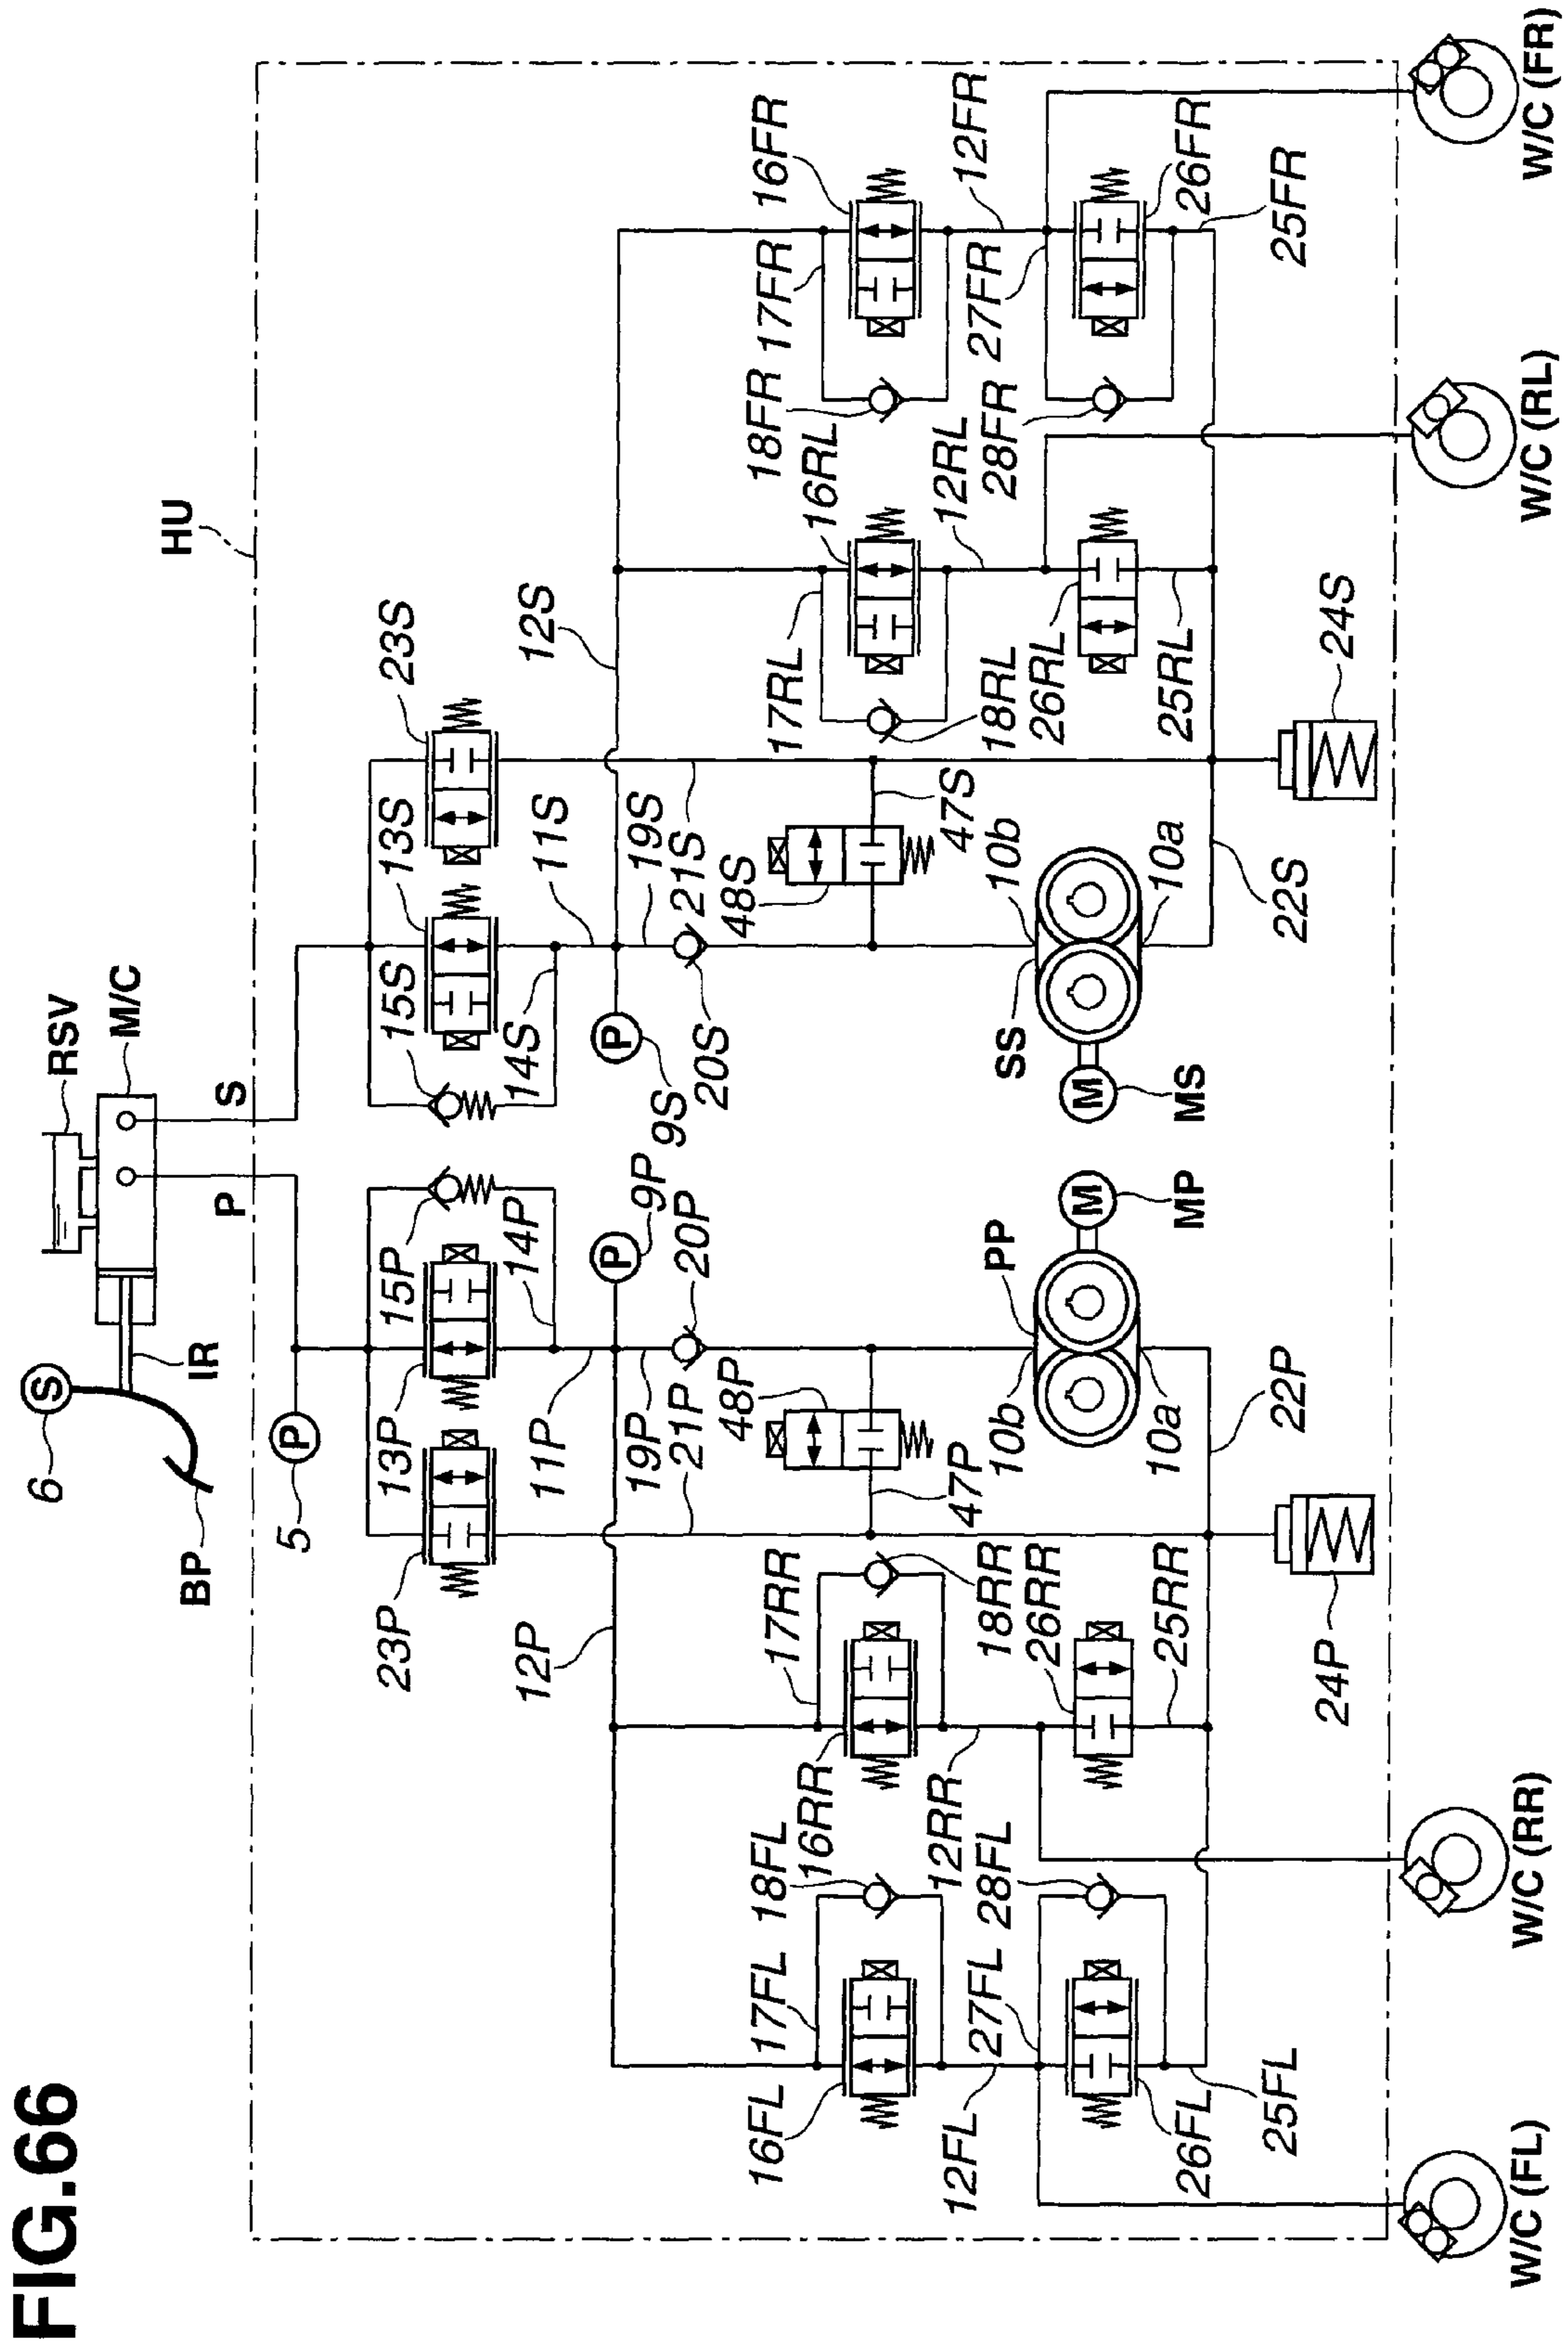 FIG.66
6
S
BP
IR
RSV
M/C
P
S
HU
5
P
23P
13P
15P
15S
13S
23S
12P
11P
14P
14S
11S
12S
P
9P
P
9S
19P
20P
20S
19S
21P
21S
48P
48S
47P
47S
16FL
17FL
18FL
16RR
17RR
18RR
17RL
16RL
18RL
18FR
17FR
16FR
12FL
27FL
28FL
12RR
26RR
26RL
12RL
28FR
27FR
12FR
PP
SS
10b
10b
M
MP
M
MS
10a
10a
26FL
25FL
25RR
25RL
26FR
25FR
22P
22S
24P
24S
W/C (FL)
W/C (RR)
W/C (RL)
W/C (FR)